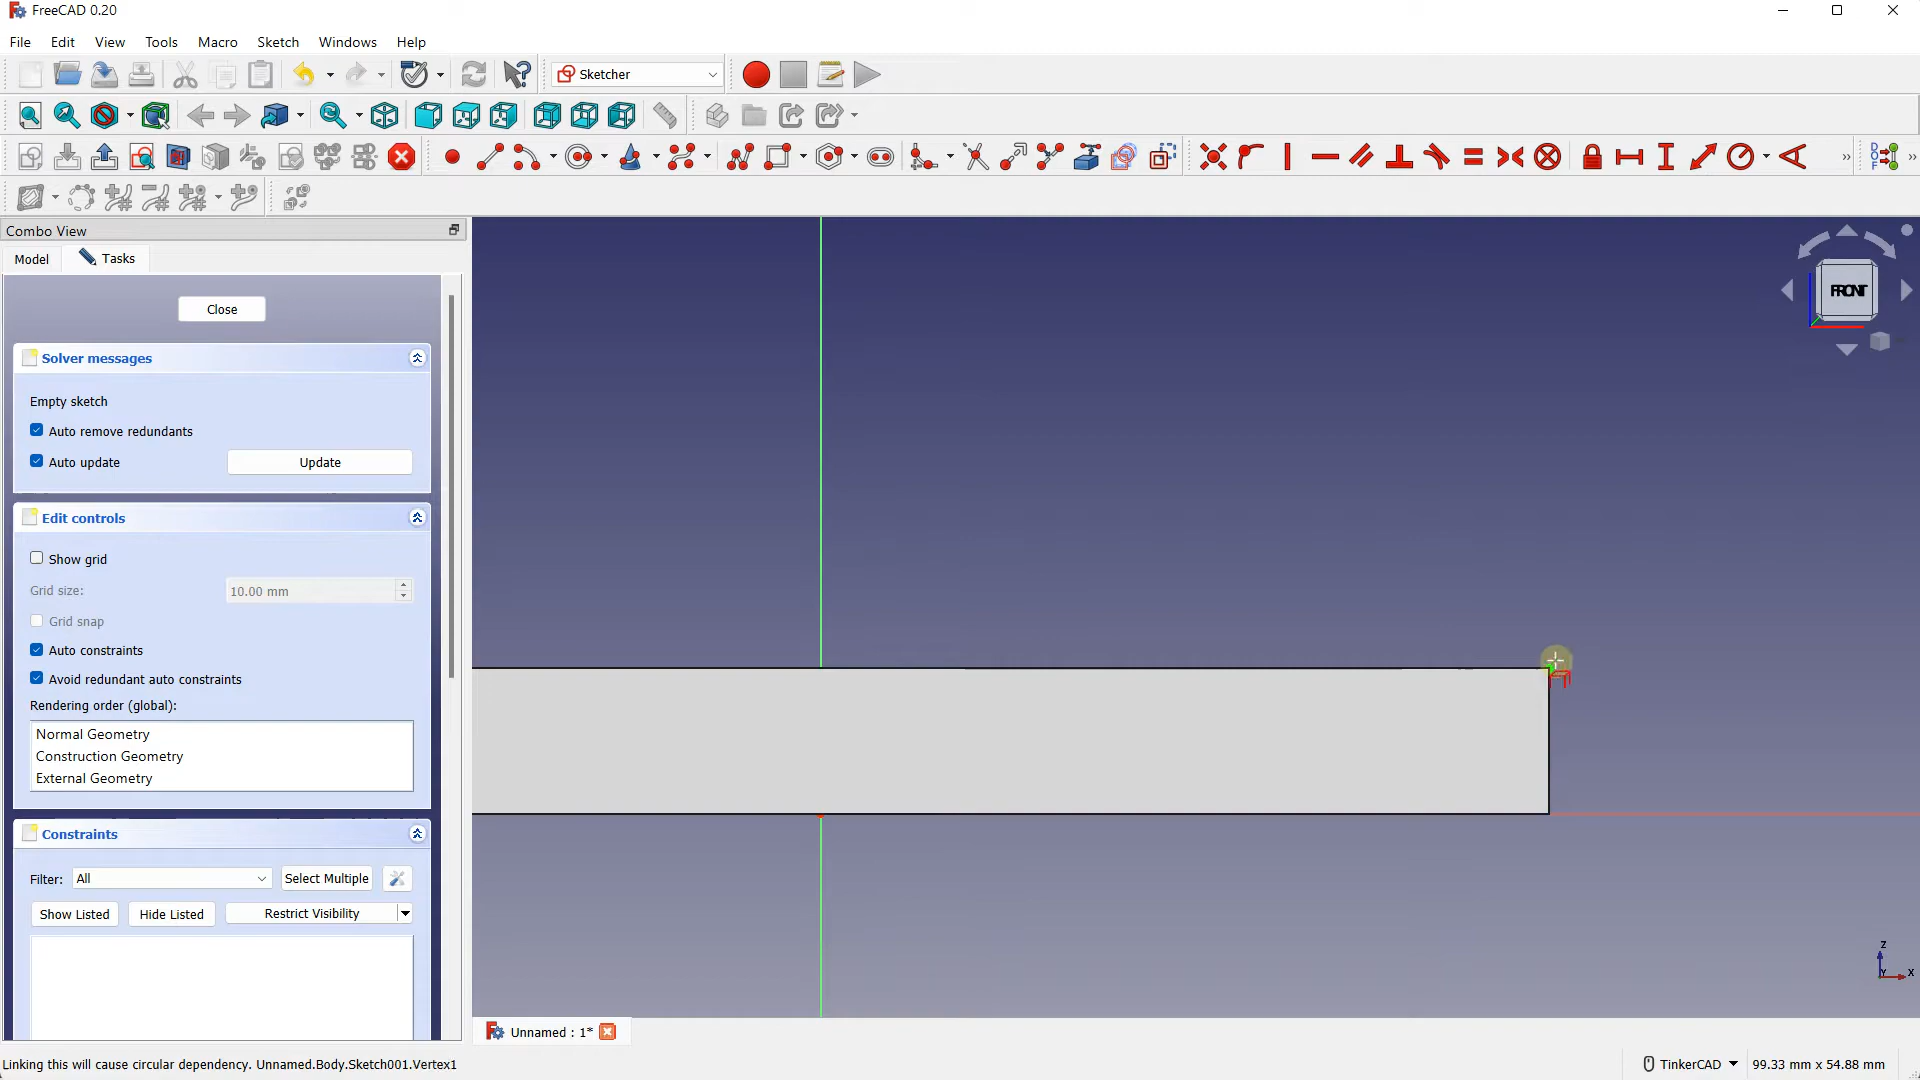 FreeCAD 0.20
File Edit View Tools Macro Sketch Windows Help
Sketcher
Combo View
Model Tasks
Close
Solver messages
Empty sketch
Auto remove redundants
Auto update Update
Edit controls
Show grid
Grid size: 10.00 mm
Grid snap
Auto constraints
Avoid redundant auto constraints
Rendering order (global):
Normal Geometry
Construction Geometry
External Geometry
Constraints
Filter: All Select Multiple
Show Listed Hide Listed Restrict Visibility
FRONT
Z
Y X
Unnamed : 1*
Linking this will cause circular dependency. Unnamed.Body.Sketch001.Vertex1
TinkerCAD 99.33 mm x 54.88 mm